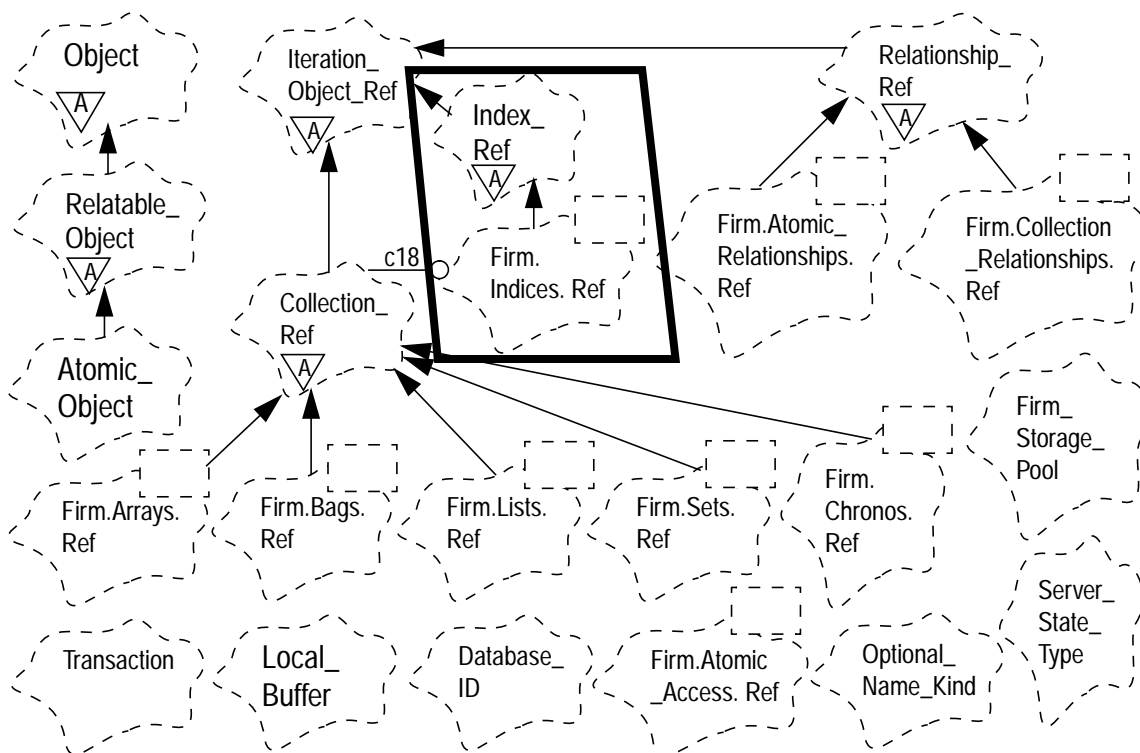 Object
A
Iteration_
Object_Ref
A
Index_
Ref
A
Relationship_
Ref
A
Relatable_
Object
A
Firm.
Indices. Ref
c18
Firm.Atomic_
Relationships.
Ref
Firm.Collection
_Relationships.
Ref
Collection_
Ref
A
Atomic_
Object
Firm_
Storage_
Pool
Firm.Arrays.
Ref
Firm.Bags.
Ref
Firm.Lists.
Ref
Firm.Sets.
Ref
Firm.
Chronos.
Ref
Server_
State_
Type
Transaction
Local_
Buffer
Database_
ID
Firm.Atomic
_Access. Ref
Optional_
Name_Kind